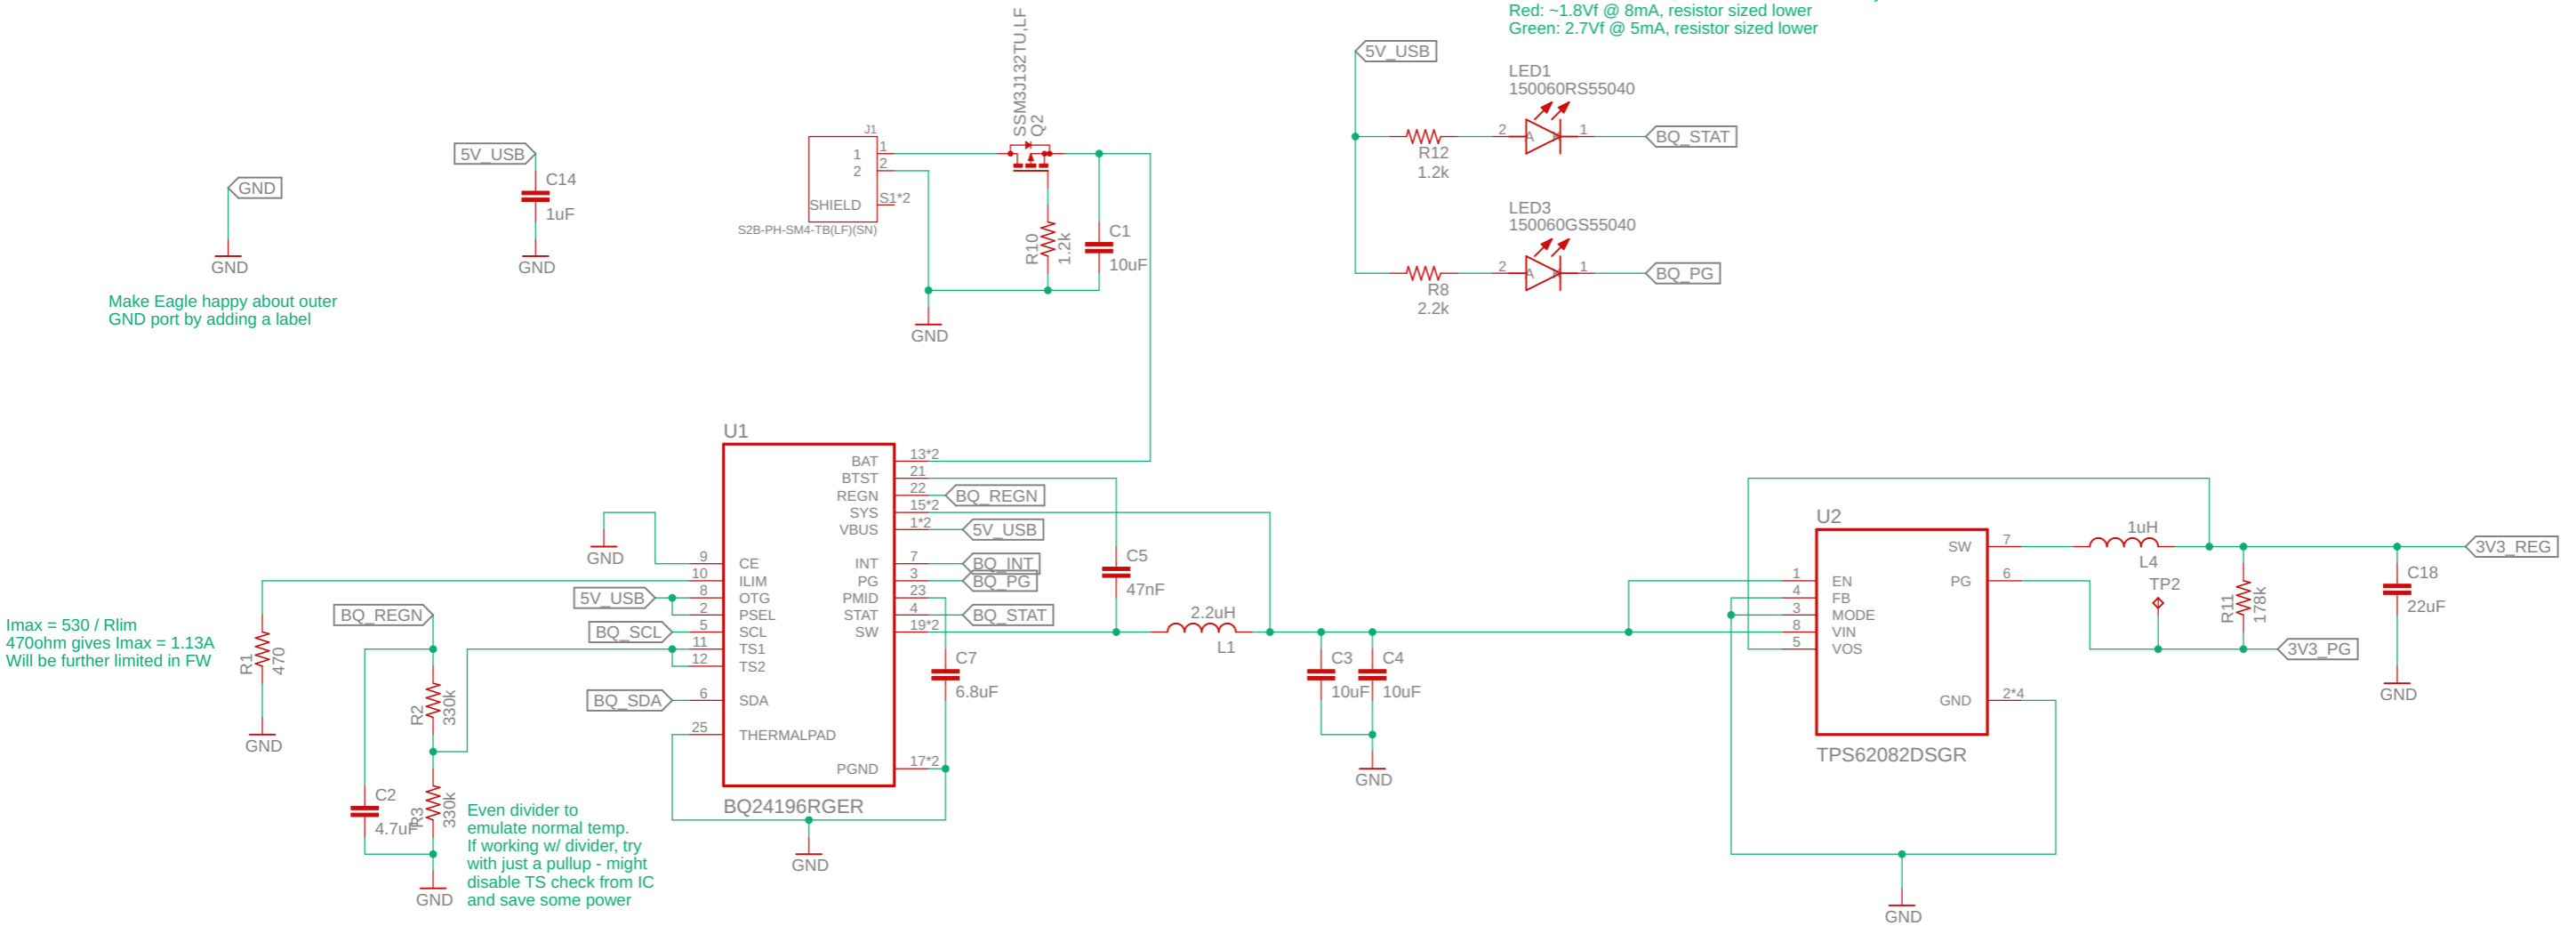 Red: ~1.8Vf @ 8mA, resistor sized lower
Green: 2.7Vf @ 5mA, resistor sized lower
5V_USB
LED1
150060RS55040
2
A
1
BQ_STAT
R12
1.2k
LED3
150060GS55040
2
A
1
BQ_PG
R8
2.2k
GND
GND
Make Eagle happy about outer
GND port by adding a label
5V_USB
C14
1uF
GND
SSM3J132TU,LF
Q2
J1
1
1
2
2
S1*2
SHIELD
S2B-PH-SM4-TB(LF)(SN)
R10
1.2k
C1
10uF
GND
U1
BAT
13*2
BTST
21
REGN
22
BQ_REGN
SYS
15*2
VBUS
1*2
5V_USB
GND
9
CE
INT
7
BQ_INT
10
ILIM
PG
3
BQ_PG
5V_USB
8
OTG
PMID
23
2
PSEL
STAT
4
BQ_STAT
BQ_SCL
5
SCL
SW
19*2
11
TS1
12
TS2
BQ_SDA
6
SDA
25
THERMALPAD
PGND
17*2
BQ24196RGER
GND
Imax = 530 / Rlim
470ohm gives Imax = 1.13A
Will be further limited in FW
R1
470
GND
BQ_REGN
R2
330k
C2
4.7uF
R3
330k
GND
Even divider to
emulate normal temp.
If working w/ divider, try
with just a pullup - might
disable TS check from IC
and save some power
C5
47nF
C7
6.8uF
2.2uH
L1
C3
10uF
C4
10uF
GND
U2
SW
7
1
EN
PG
6
4
FB
3
MODE
8
VIN
5
VOS
GND
2*4
TPS62082DSGR
GND
1uH
L4
TP2
R11
178k
3V3_REG
C18
22uF
3V3_PG
GND